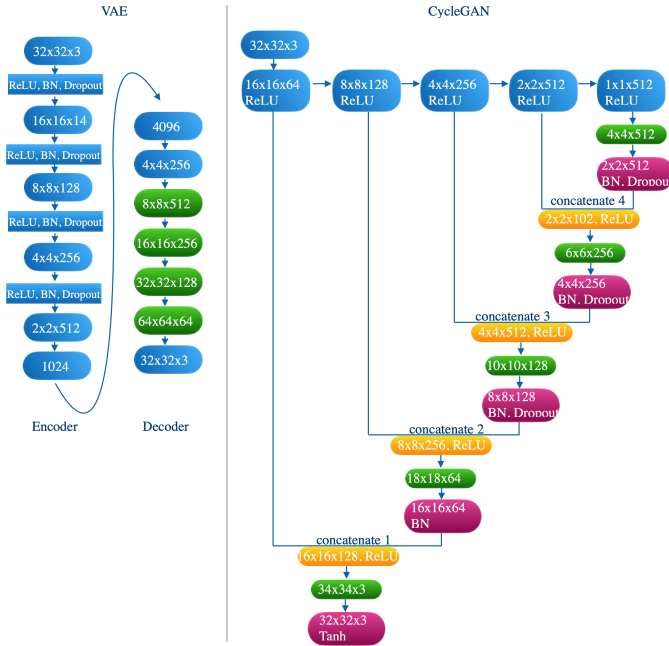 VAE
32x32x3
ReLU, BN, Dropout
16x16x14
ReLU, BN, Dropout
8x8x128
ReLU, BN, Dropout
4x4x256
ReLU, BN, Dropout
2x2x512
1024
Encoder
4096
4x4x256
8x8x512
16x16x256
32x32x128
64x64x64
32x32x3
Decoder
CycleGAN
32x32x3
16x16x64
ReLU
8x8x128
ReLU
4x4x256
ReLU
2x2x512
ReLU
1x1x512
ReLU
4x4x512
2x2x512
BN, Dropou
concatenate 4
2x2x102, ReLU
6x6x256
4x4x256
BN, Dropout
concatenate 3
4x4x512, ReLU
10x10x128
8x8x128
BN, Dropout
concatenate 2
8x8x256, ReLU
18x18x64
16x16x64
BN
concatenate 1
16x16x128, ReLU
34x34x3
32x32x3
Tanh